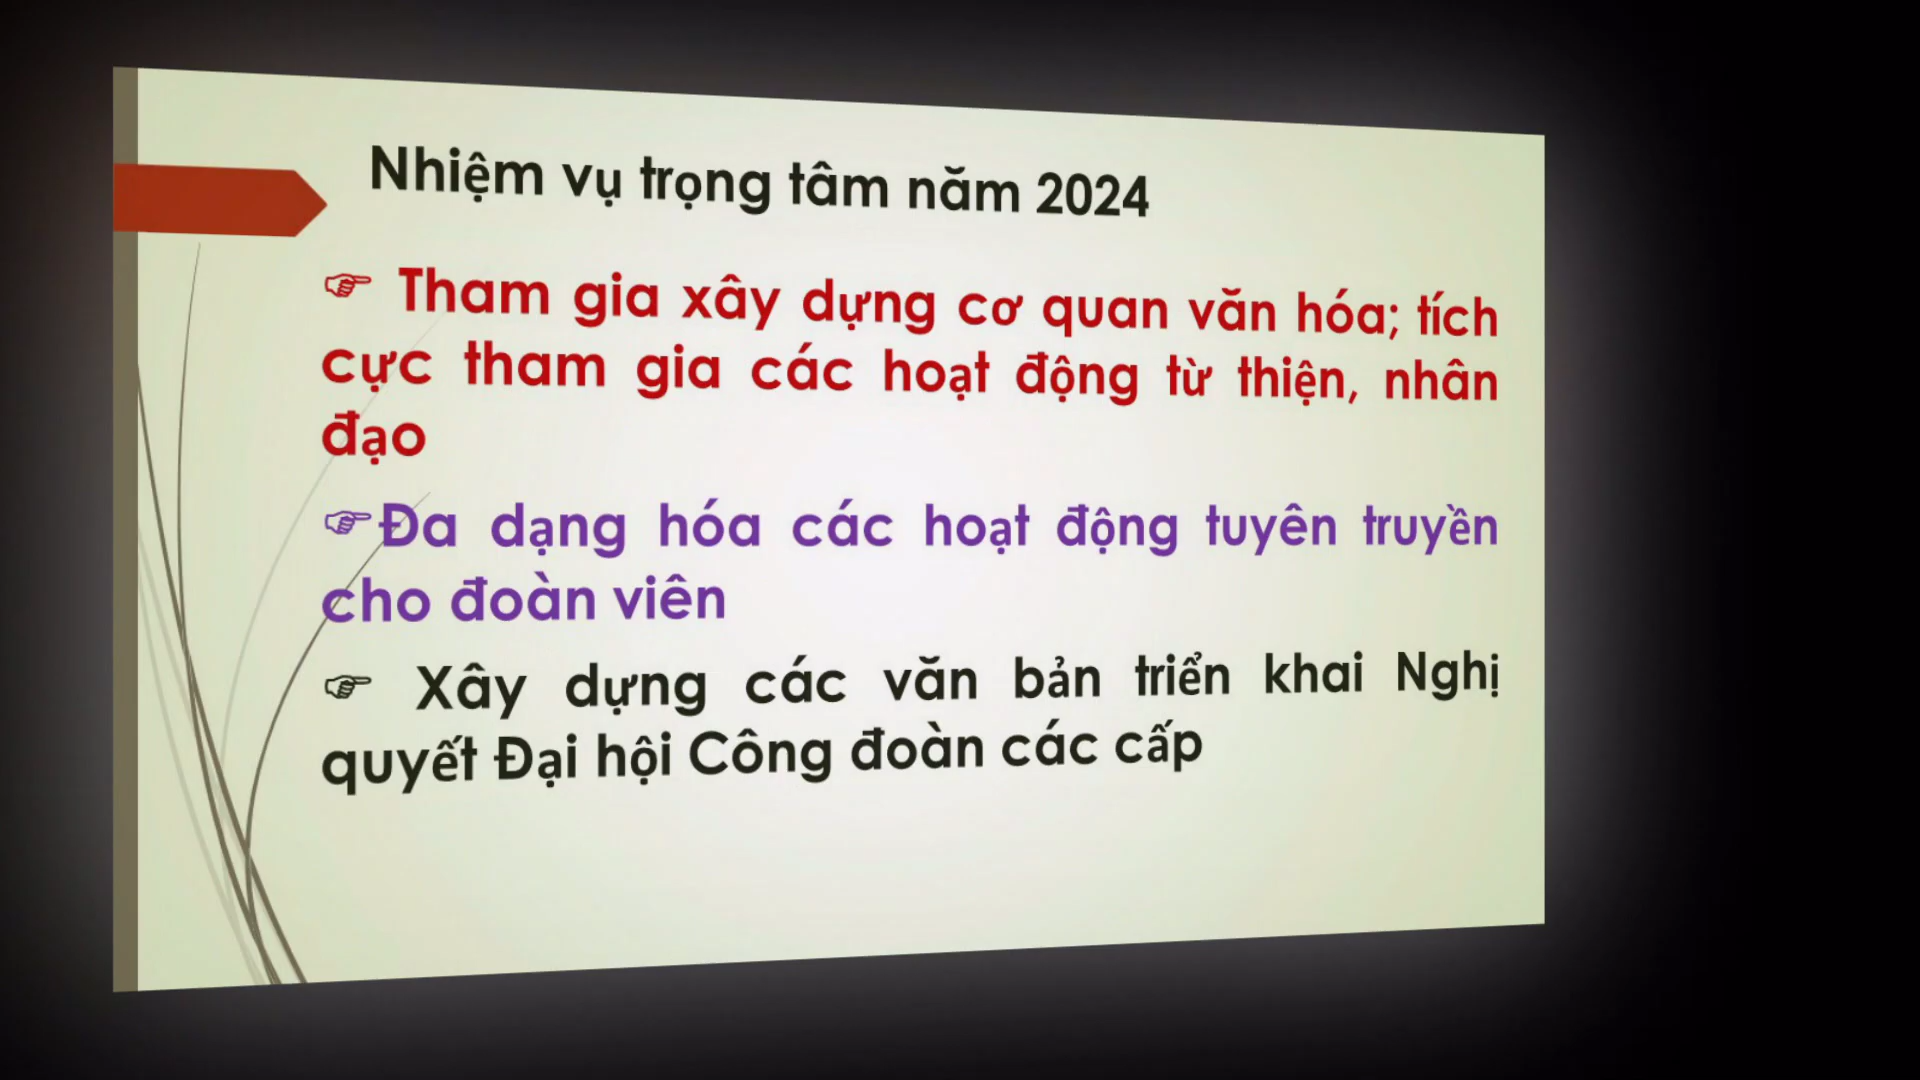 Nhiệm vụ trọng tâm năm 2024
☞ Tham gia xây dựng cơ quan văn hóa; tích
cực tham gia các hoạt động từ thiện, nhân
đạo
☞Đa dạng hóa các hoạt động tuyên truyền
cho đoàn viên
☞ Xây dựng các văn bản triển khai Nghị
quyết Đại hội Công đoàn các cấp